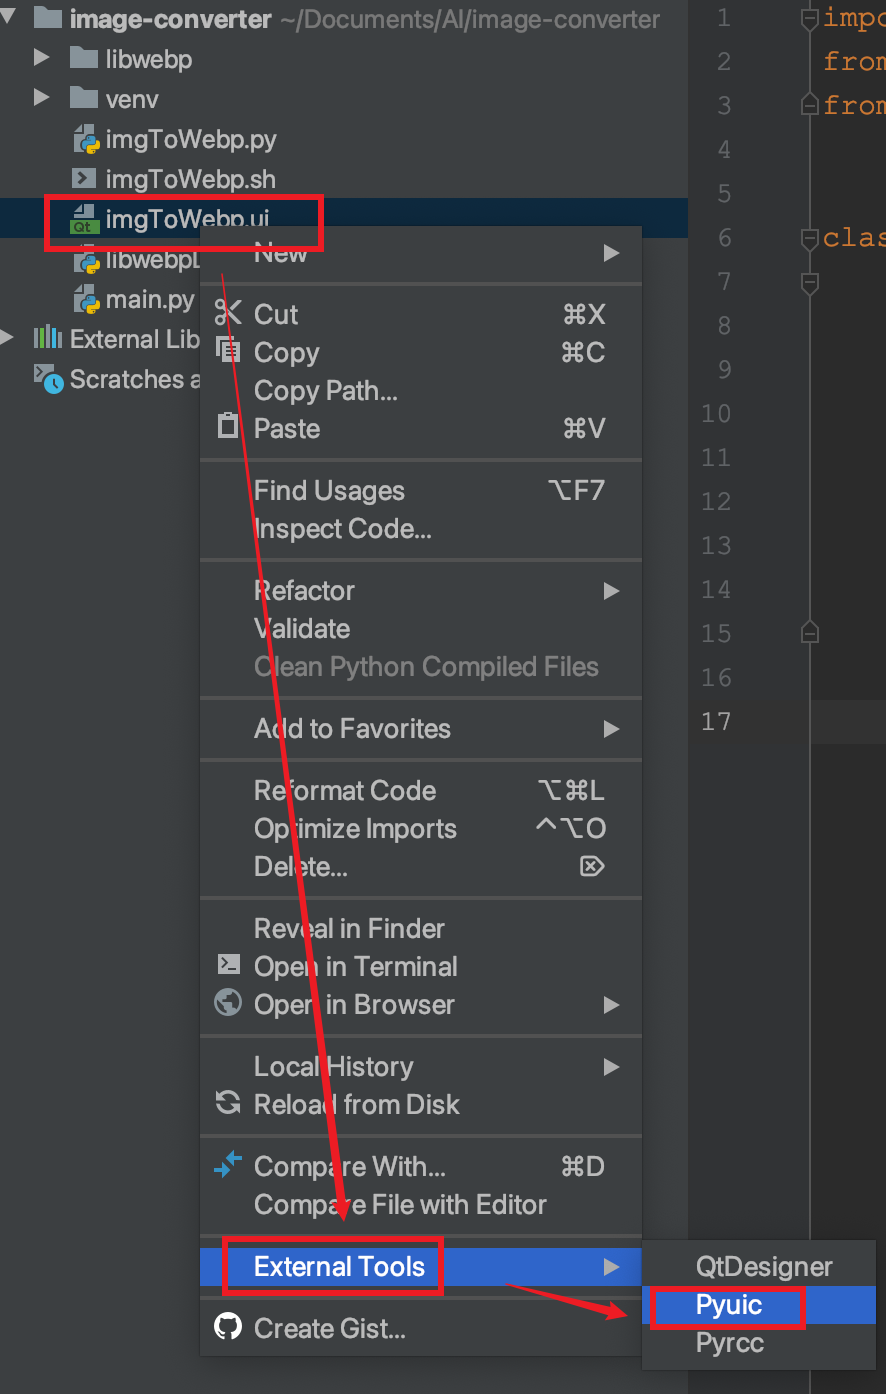 image-converter ~/Documents/AI/image-converter
libwebp
venv
imgToWebp.py
imgToWebp.sh
Qt imgToWebp.ui
main.py
External Lib
Scratches a
New
Cut ⌘X
Copy ⌘C
Copy Path...
Paste ⌘V
Find Usages ⌥F7
Inspect Code...
Refactor
Validate
Clean Python Compiled Files
Add to Favorites
Reformat Code ⌥⌘L
Optimize Imports ^⌥O
Delete... ⌦
Reveal in Finder
Open in Terminal
Open in Browser
Local History
Reload from Disk
Compare With... ⌘D
Compare File with Editor
External Tools
Create Gist...
QtDesigner
Pyuic
Pyrcc
1 impo
2 from
3 from
4
5
6 clas
7
8
9
10
11
12
13
14
15
16
17